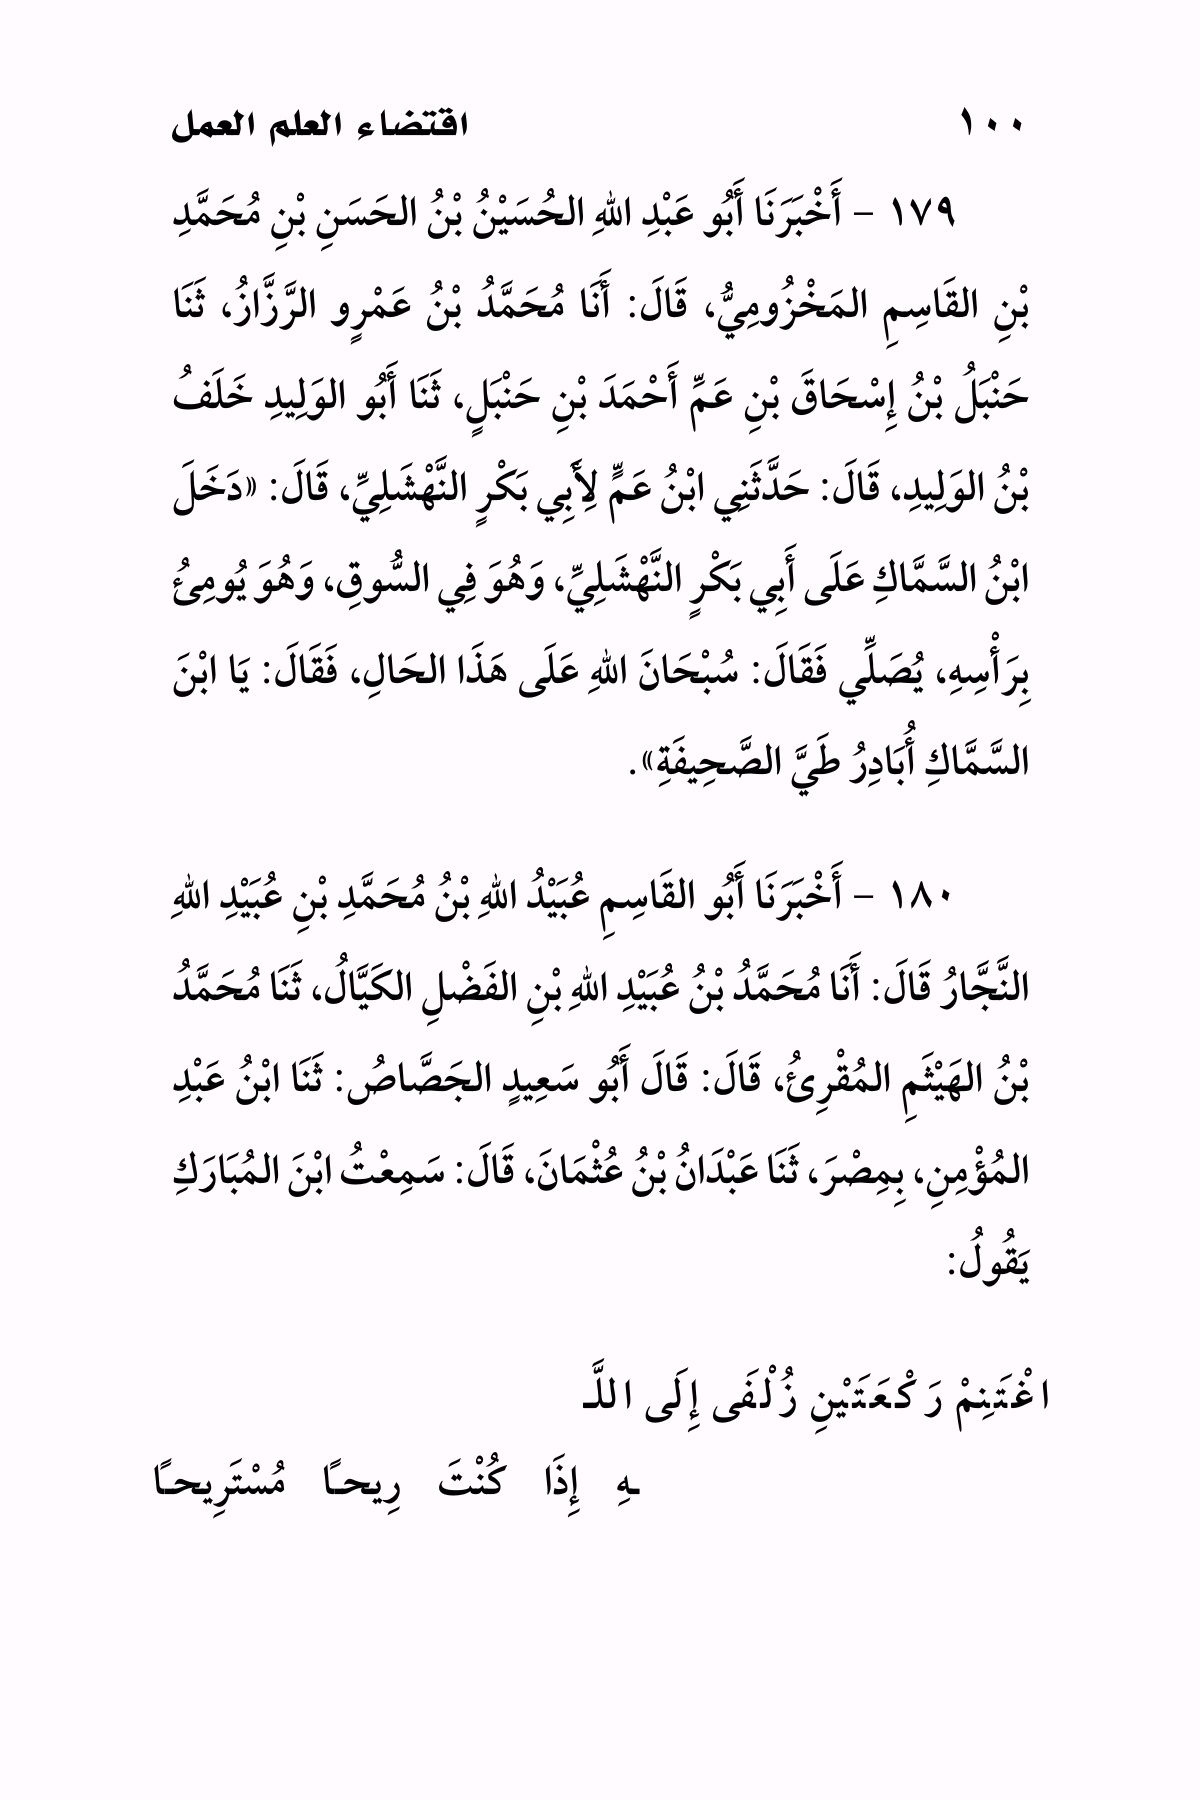 ١٠٠ اقتضاء العلم العمل
١٧٩ – أَخْبَرَنَا أَبُو عَبْدِ اللهِ الحُسَيْنُ بْنُ الحَسَنِ بْنِ مُحَمَّدِ
بْنِ القَاسِمِ المَخْزُومِيُّ، قَالَ: أَنَا مُحَمَّدُ بْنُ عَمْرٍو الرَّزَّازُ، ثَنَا
حَنْبَلُ بْنُ إِسْحَاقَ بْنِ عَمِّ أَحْمَدَ بْنِ حَنْبَلٍ، ثَنَا أَبُو الوَلِيدِ خَلَفُ
بْنُ الوَلِيدِ، قَالَ: حَدَّثَنِي ابْنُ عَمٍّ لِأَبِي بَكْرٍ النَّهْشَلِيِّ، قَالَ: «دَخَلَ
ابْنُ السَّمَّاكِ عَلَى أَبِي بَكْرٍ النَّهْشَلِيِّ، وَهُوَ فِي السُّوقِ، وَهُوَ يُومِئُ
بِرَأْسِهِ، يُصَلِّي فَقَالَ: سُبْحَانَ اللهِ عَلَى هَذَا الحَالِ، فَقَالَ: يَا ابْنَ
السَّمَّاكِ أُبَادِرُ طَيَّ الصَّحِيفَةِ».
١٨٠ – أَخْبَرَنَا أَبُو القَاسِمِ عُبَيْدُ اللهِ بْنُ مُحَمَّدِ بْنِ عُبَيْدِ اللهِ
النَّجَّارُ قَالَ: أَنَا مُحَمَّدُ بْنُ عُبَيْدِ اللهِ بْنِ الفَضْلِ الكَيَّالُ، ثَنَا مُحَمَّدُ
بْنُ الهَيْثَمِ المُقْرِئُ، قَالَ: قَالَ أَبُو سَعِيدٍ الجَصَّاصُ: ثَنَا ابْنُ عَبْدِ
المُؤْمِنِ، بِمِصْرَ، ثَنَا عَبْدَانُ بْنُ عُثْمَانَ، قَالَ: سَمِعْتُ ابْنَ المُبَارَكِ
يَقُولُ:
اغْتَنِمْ رَكْعَتَيْنِ زُلْفَى إِلَى اللَّـ
ـهِ إِذَا كُنْتَ رِيحًا مُسْتَرِيحًا